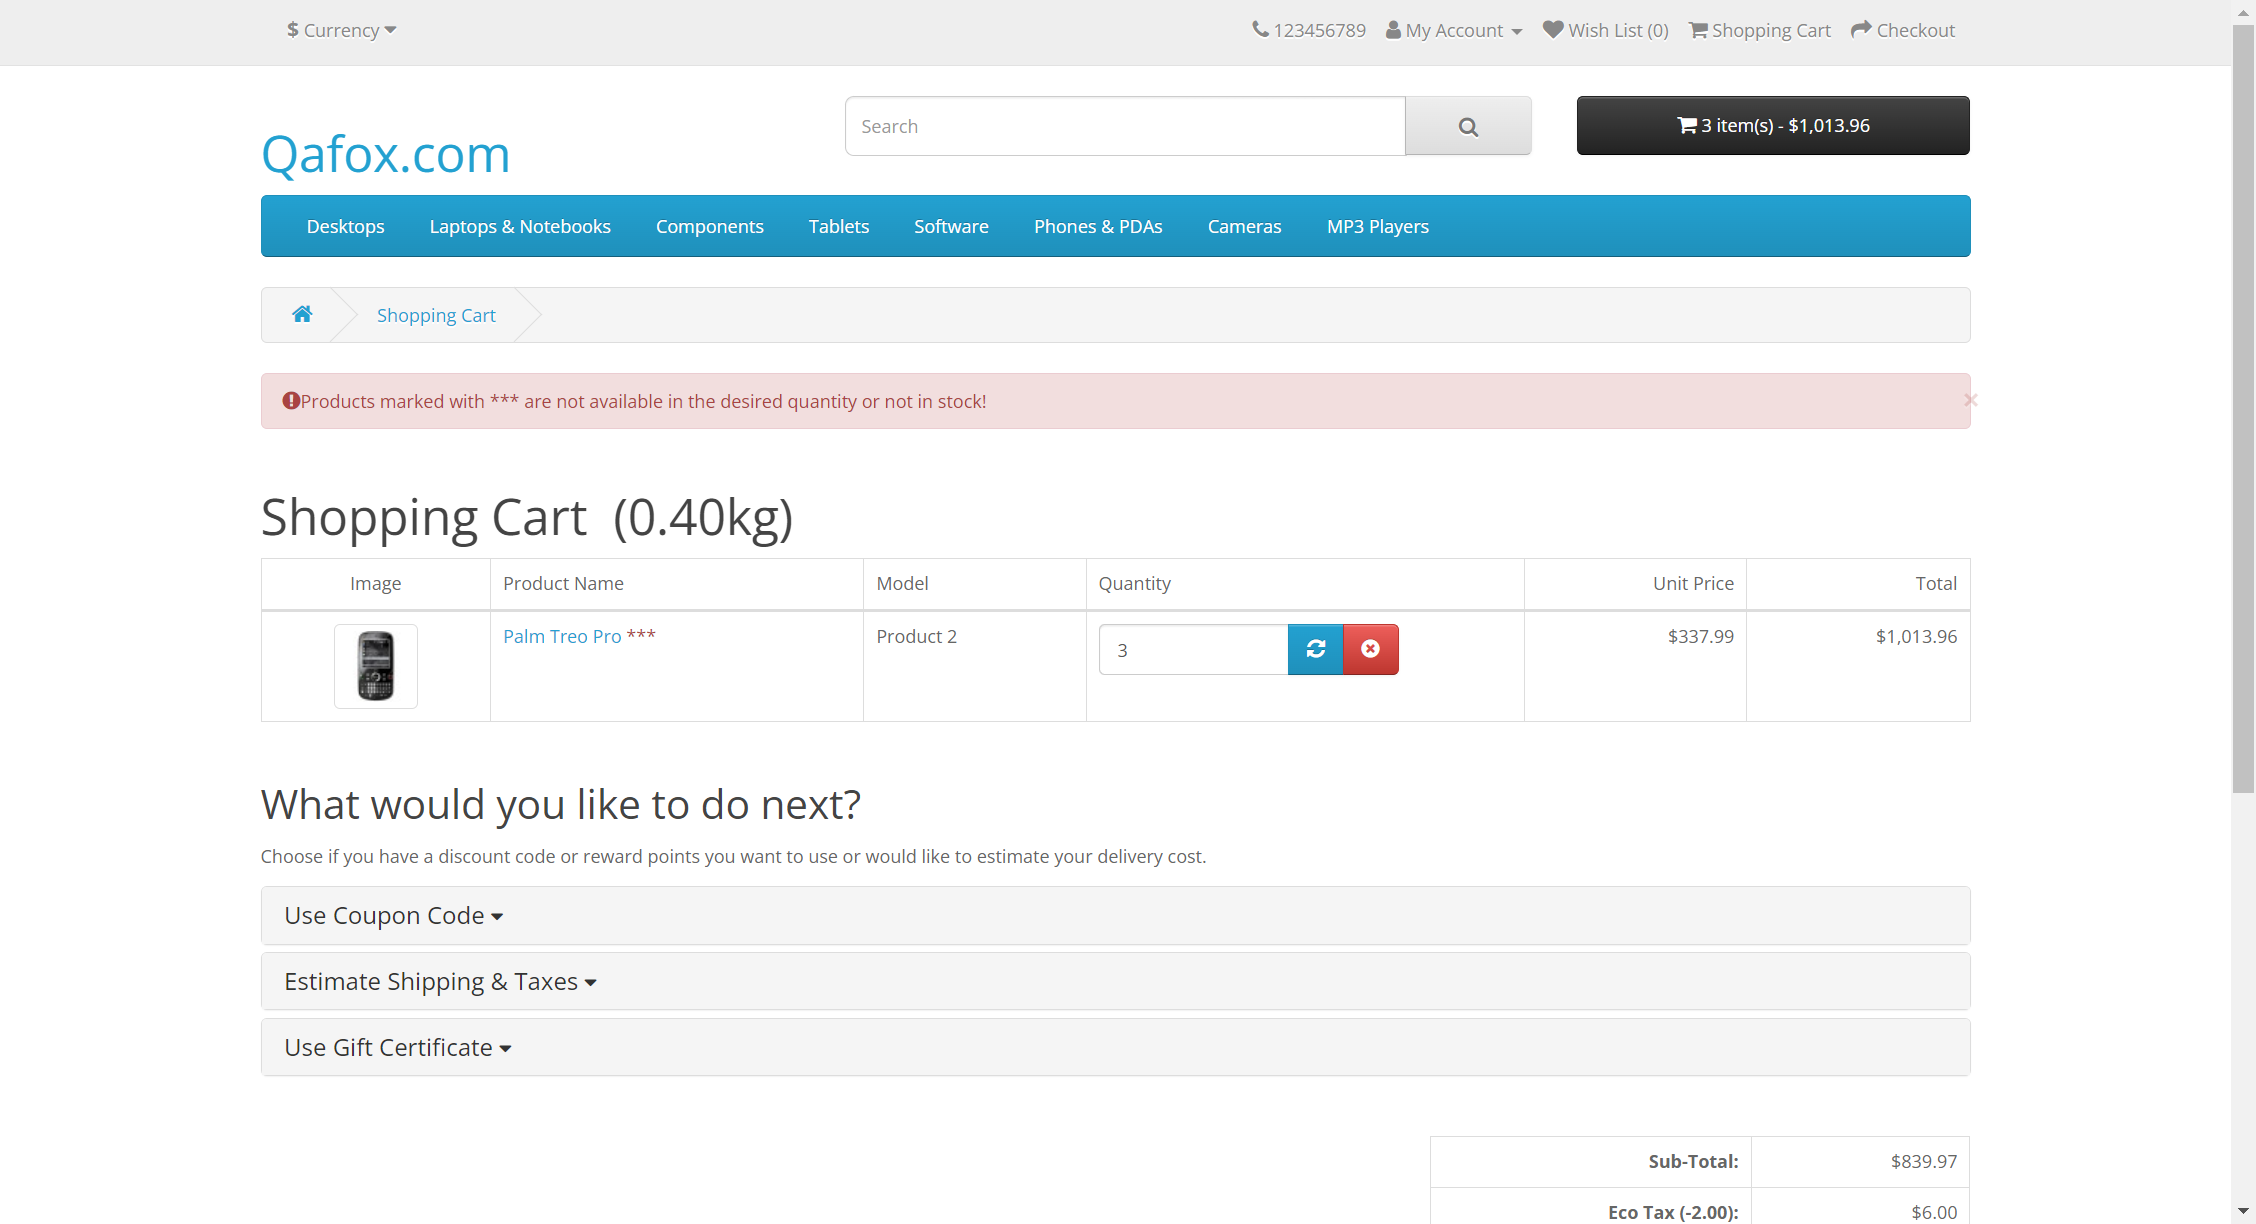 $ Currency
123456789 My Account Wish List (0) Shopping Cart Checkout
Qafox.com
Search
3 item(s) - $1,013.96
Desktops Laptops & Notebooks Components Tablets Software Phones & PDAs Cameras MP3 Players
Shopping Cart
Products marked with *** are not available in the desired quantity or not in stock!
×
Shopping Cart (0.40kg)
Image Product Name Model Quantity Unit Price Total
Palm Treo Pro *** Product 2 3 $337.99 $1,013.96
What would you like to do next?
Choose if you have a discount code or reward points you want to use or would like to estimate your delivery cost.
Use Coupon Code
Estimate Shipping & Taxes
Use Gift Certificate
Sub-Total: $839.97
Eco Tax (-2.00): $6.00